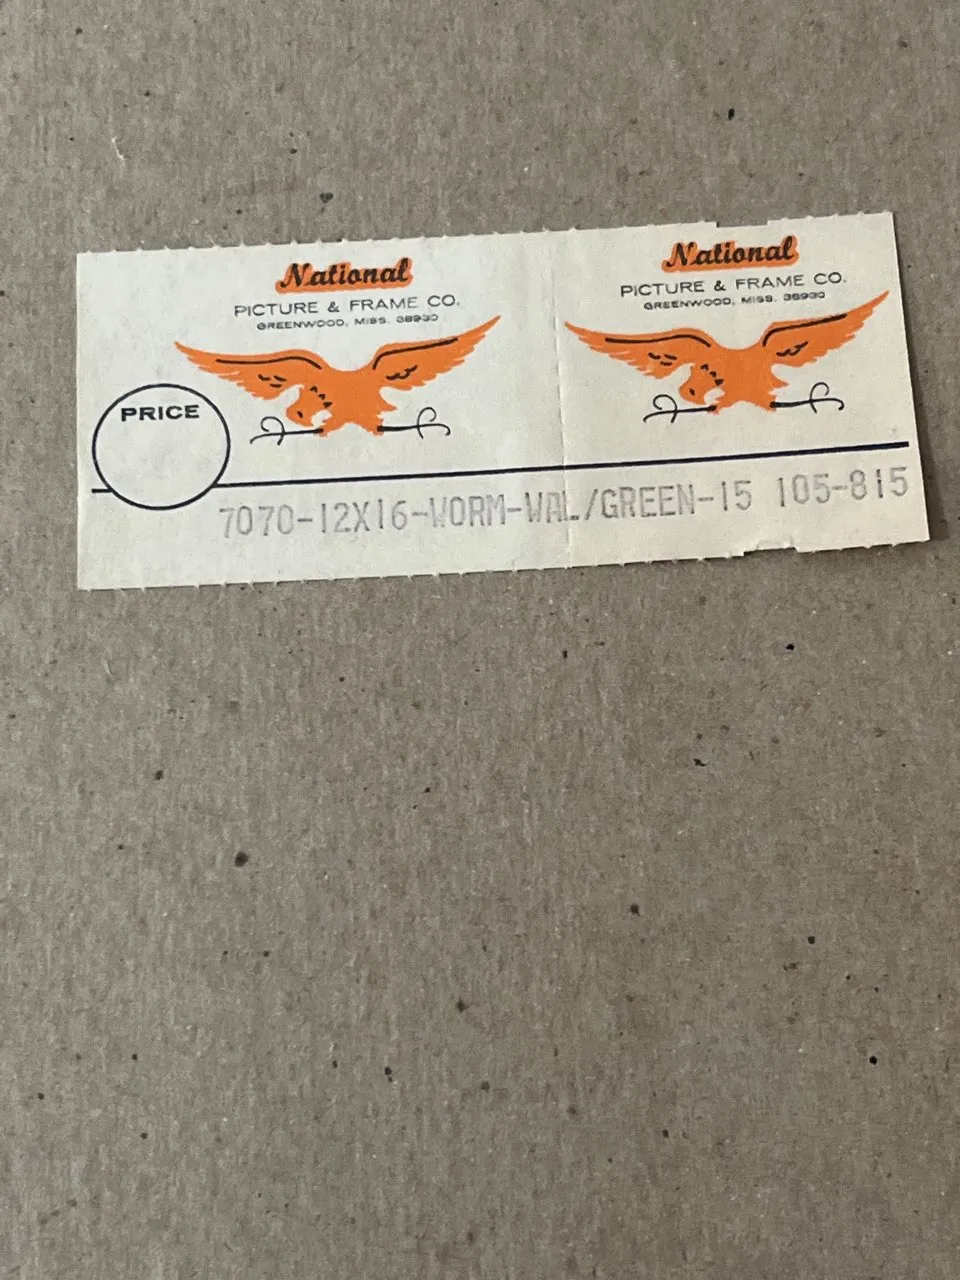 National
PICTURE & FRAME CO.
GREENWOOD, MISS. 38930
National
PICTURE & FRAME CO.
GREENWOOD, MISS. 38930
PRICE
7070-12X16-WORM-WAL/GREEN-15 105-815